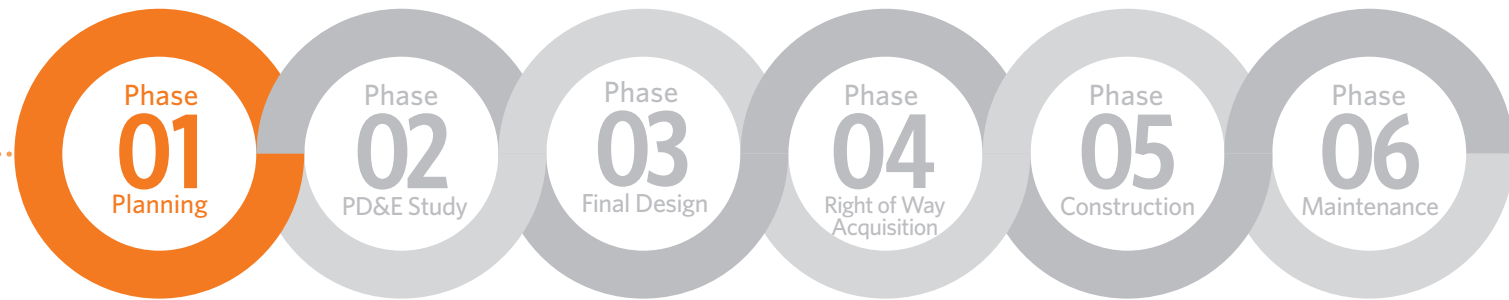 Phase
01
Planning
Phase
02
PD&E Study
Phase
03
Final Design
Phase
04
Right of Way
Acquisition
Phase
05
Construction
Phase
06
Maintenance